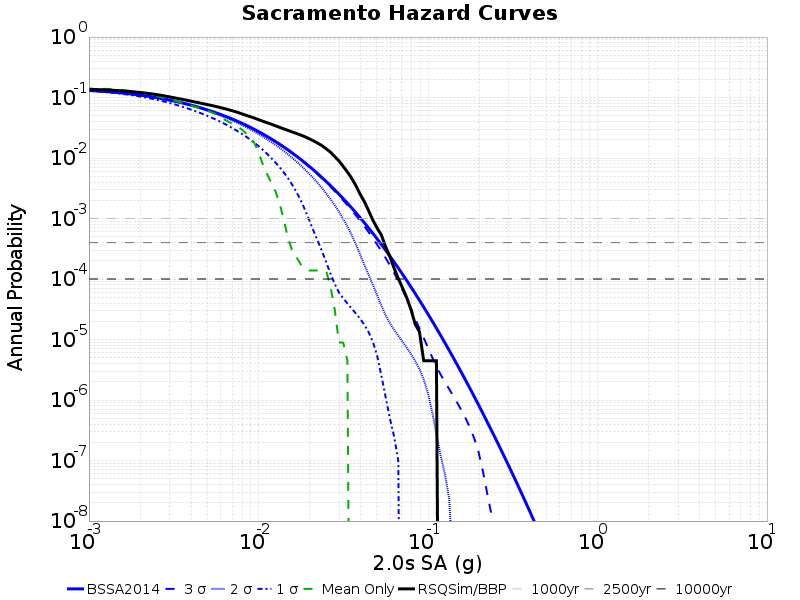 Sacramento Hazard Curves
Annual Probability
10^0
10^-1
10^-2
10^-3
10^-4
10^-5
10^-6
10^-7
10^-8
10^-3 10^-2 10^-1 10^0 10^1
2.0s SA (g)
BSSA2014 3 σ 2 σ 1 σ Mean Only RSQSim/BBP 1000yr 2500yr 10000yr